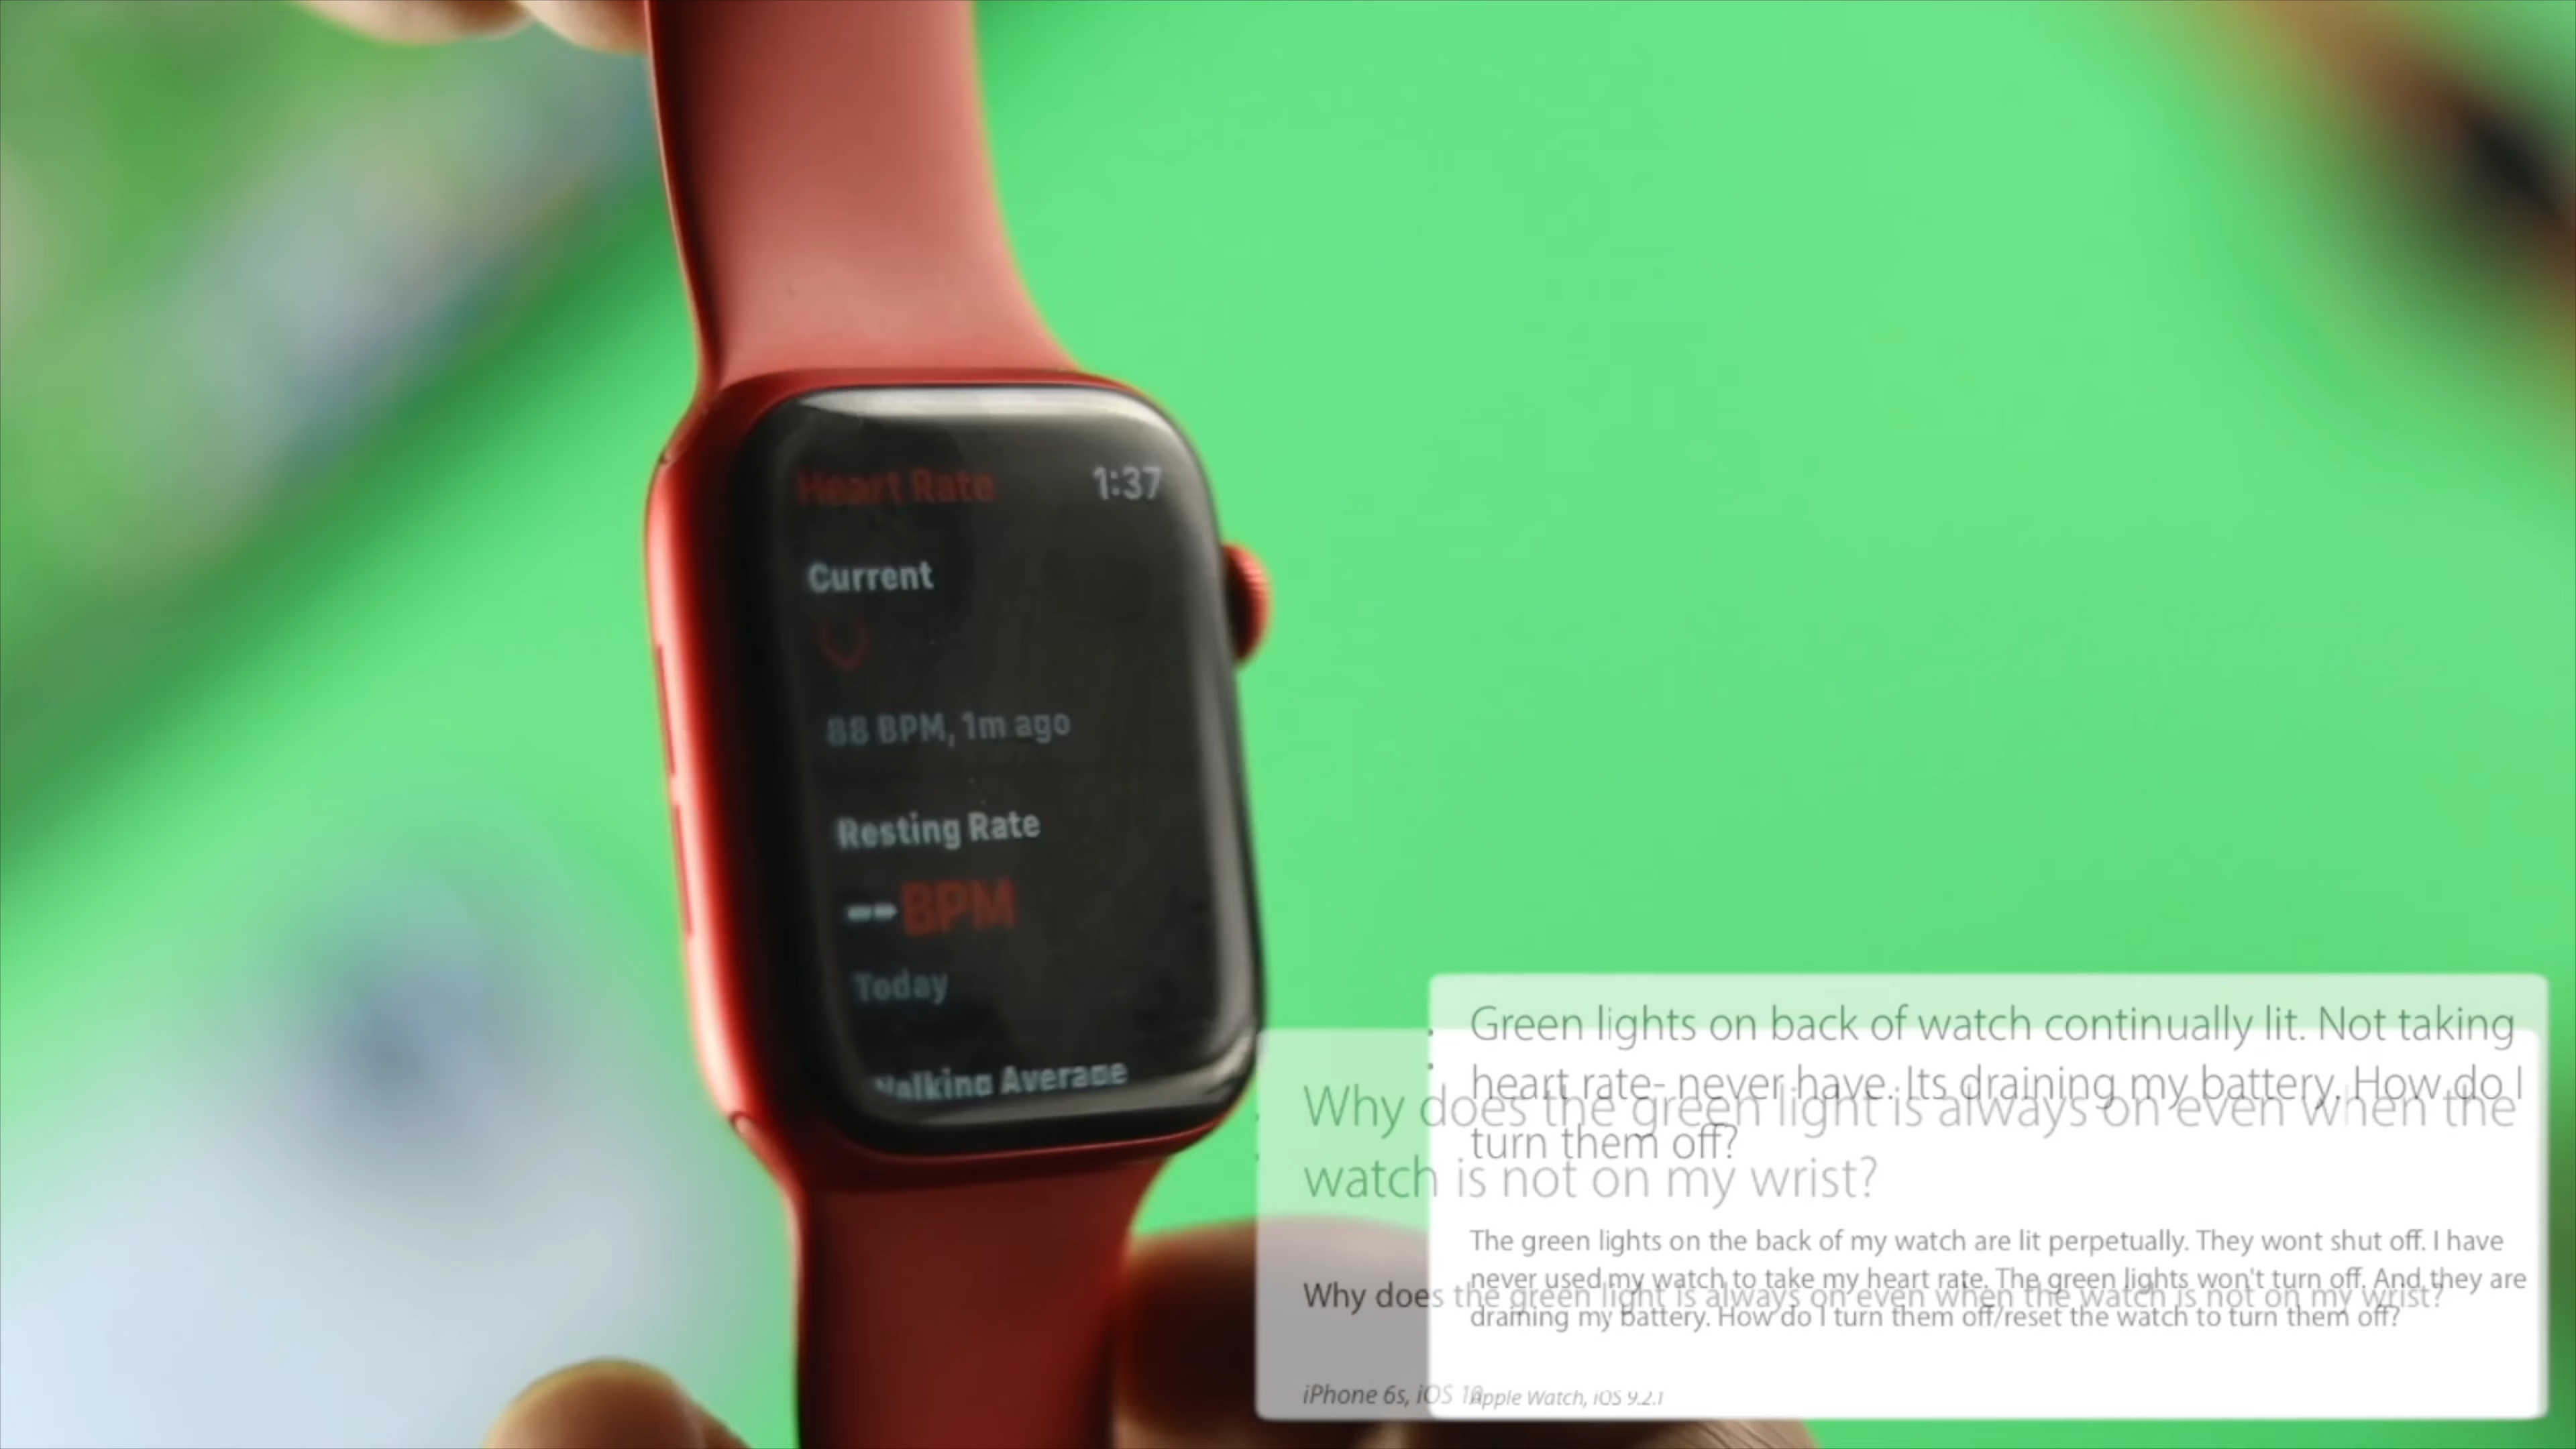 Heart Rate 1:37
Current
88 BPM, 1m ago
Resting Rate
-- BPM
Today
Walking Average
Green lights on back of watch continually lit. Not taking
heart rate- never have. Its draining my battery. How do I
turn them off?
The green lights on the back of my watch are lit perpetually. They wont shut off. I have
never used my watch to take my heart rate. The green lights won't turn off. And they are
draining my battery. How do I turn them off/reset the watch to turn them off?
Apple Watch, iOS 9.2.1
Why does the green light is always on even when the
watch is not on my wrist?
Why does the green light is always on even when the watch is not on my wrist?
iPhone 6s, iOS